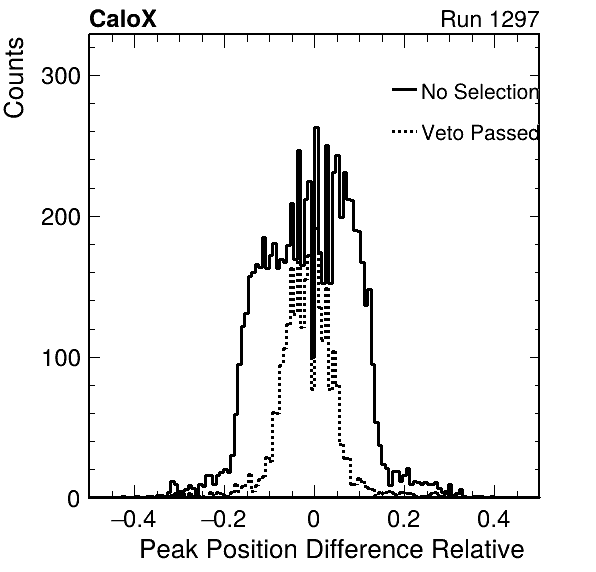 CaloX Run 1297
Counts
300
No Selection
Veto Passed
200
100
0
−0.4 −0.2 0 0.2 0.4
Peak Position Difference Relative